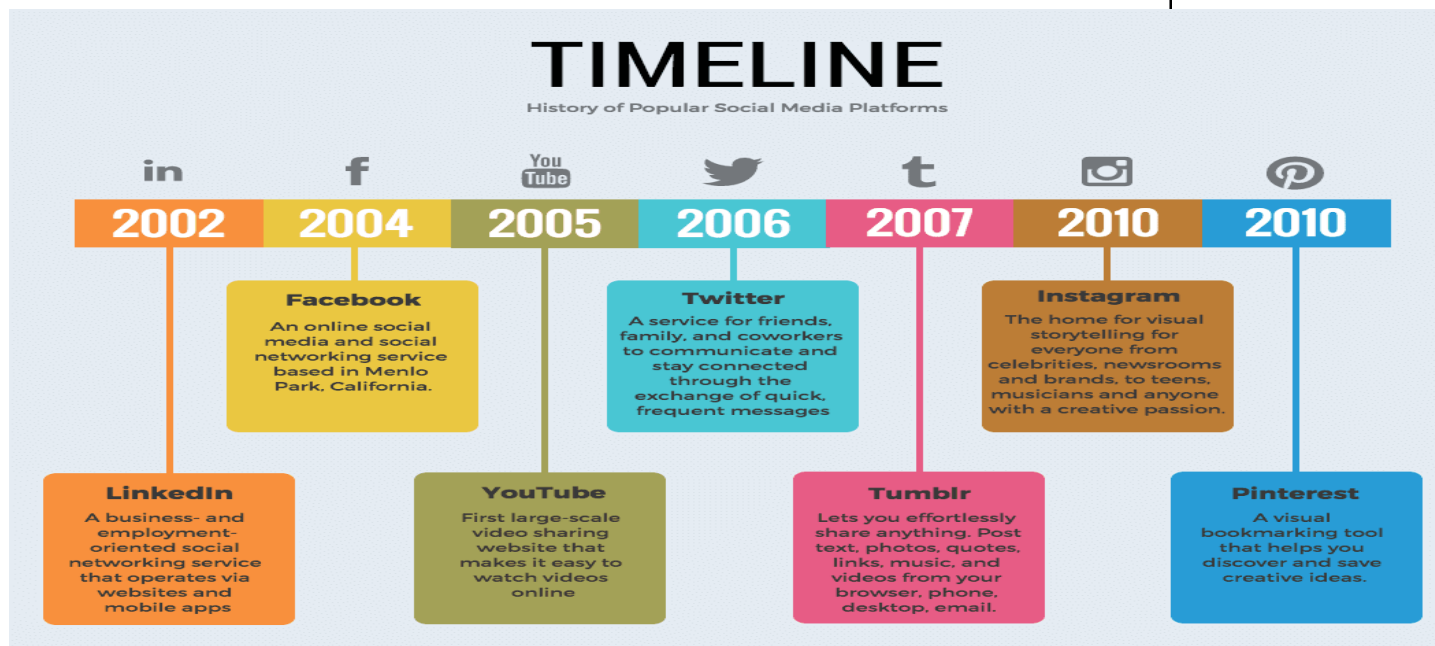 TIMELINE
History of Popular Social Media Platforms
in
f
You
Tube
t
2002
2004
2005
2006
2007
2010
2010
Facebook
An online social
media and social
networking service
based in Menlo
Park, California.
Twitter
A service for friends,
family, and coworkers
to communicate and
stay connected
through the
exchange of quick,
frequent messages
Instagram
The home for visual
storytelling for
everyone from
celebrities, newsrooms
and brands, to teens,
musicians and anyone
with a creative passion.
LinkedIn
A business- and
employment-
oriented social
networking service
that operates via
websites and
mobile apps
YouTube
First large-scale
video sharing
website that
makes it easy to
watch videos
online
Tumblr
Lets you effortlessly
share anything. Post
text, photos, quotes,
links, music, and
videos from your
browser, phone,
desktop, email.
Pinterest
A visual
bookmarking tool
that helps you
discover and save
creative ideas.